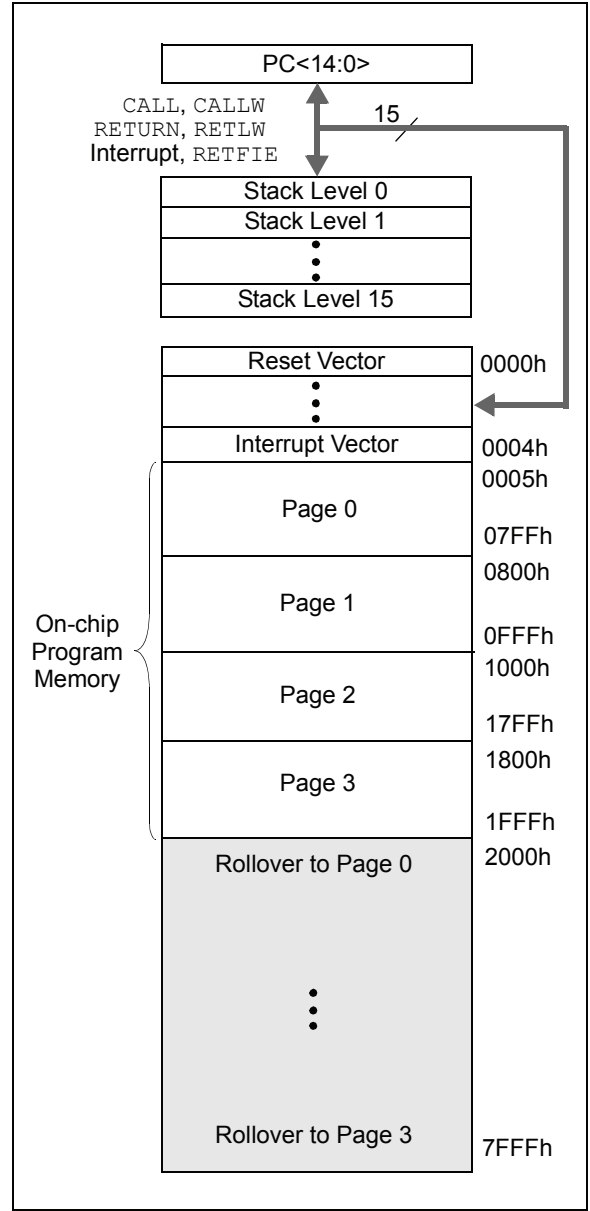 PC<14:0>
CALL, CALLW
15
RETURN, RETLW
Interrupt, RETFIE
Stack Level 0
Stack Level 1
Stack Level 15
Reset Vector
0000h
Interrupt Vector
0004h
0005h
Page 0
07FFh
0800h
Page 1
On-chip
Program
Memory
0FFFh
1000h
Page 2
17FFh
1800h
Page 3
1FFFh
Rollover to Page 0
2000h
Rollover to Page 3
7FFFh